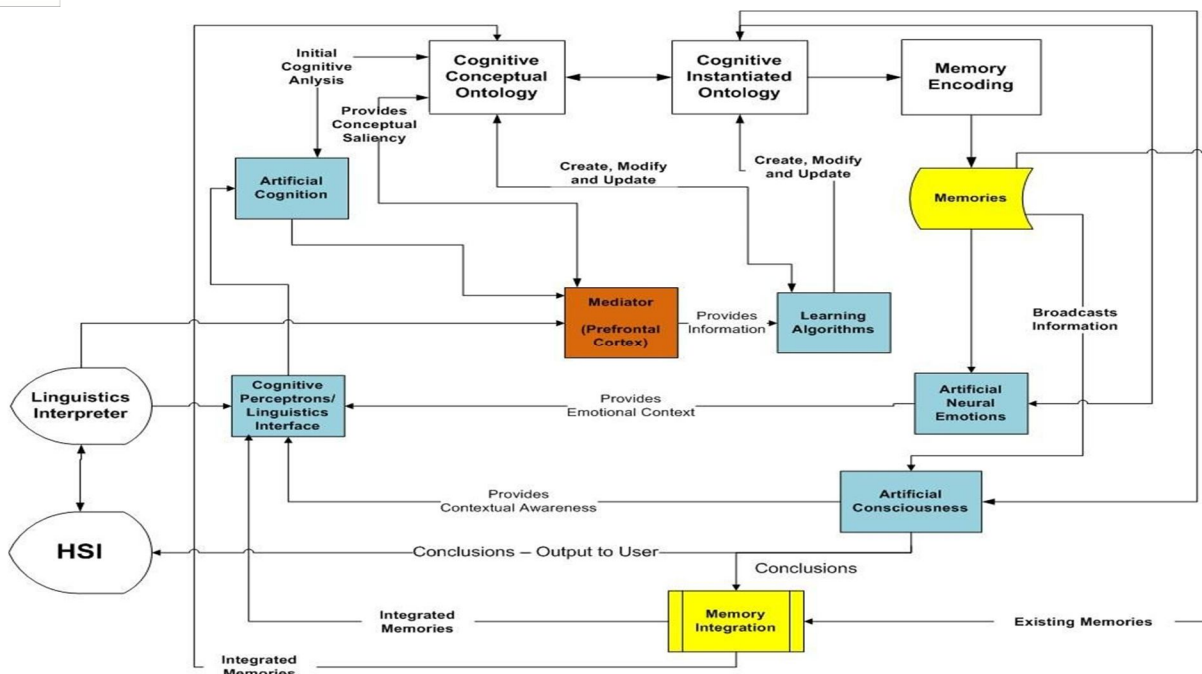 Initial
Cognitive
Anlysis
Cognitive
Conceptual
Ontology
Cognitive
Instantiated
Ontology
Memory
Encoding
Provides
Conceptual
Saliency
Artificial
Cognition
Create, Modify
and Update
Create, Modify
and Update
Memories
Mediator
(Prefrontal
Cortex)
Provides
Information
Learning
Algorithms
Broadcasts
Information
Linguistics
Interpreter
Cognitive
Perceptrons/
Linguistics
Interface
Provides
Emotional Context
Artificial
Neural
Emotions
Provides
Contextual Awareness
Artificial
Consciousness
HSI
Conclusions – Output to User
Conclusions
Integrated
Memories
Memory
Integration
Existing Memories
Integrated
Memories